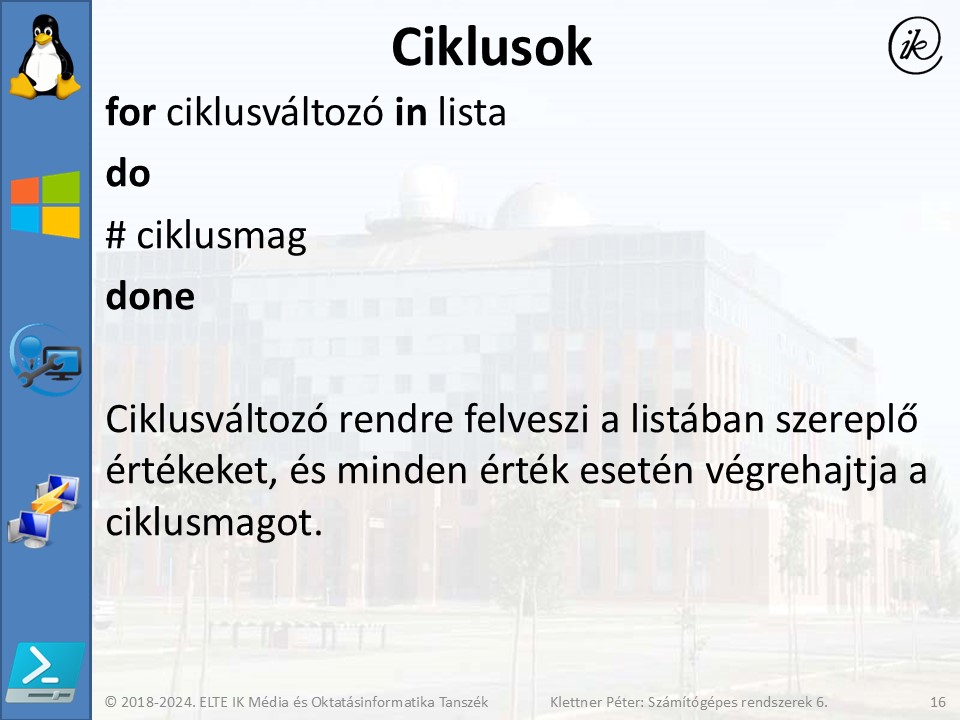 Ciklusok
ik
for ciklusváltozó in lista
do
# ciklusmag
done
Ciklusváltozó rendre felveszi a listában szereplő
értékeket, és minden érték esetén végrehajtja a
ciklusmagot.
© 2018-2024. ELTE IK Média és Oktatásinformatika Tanszék Klettner Péter: Számítógépes rendszerek 6. 16